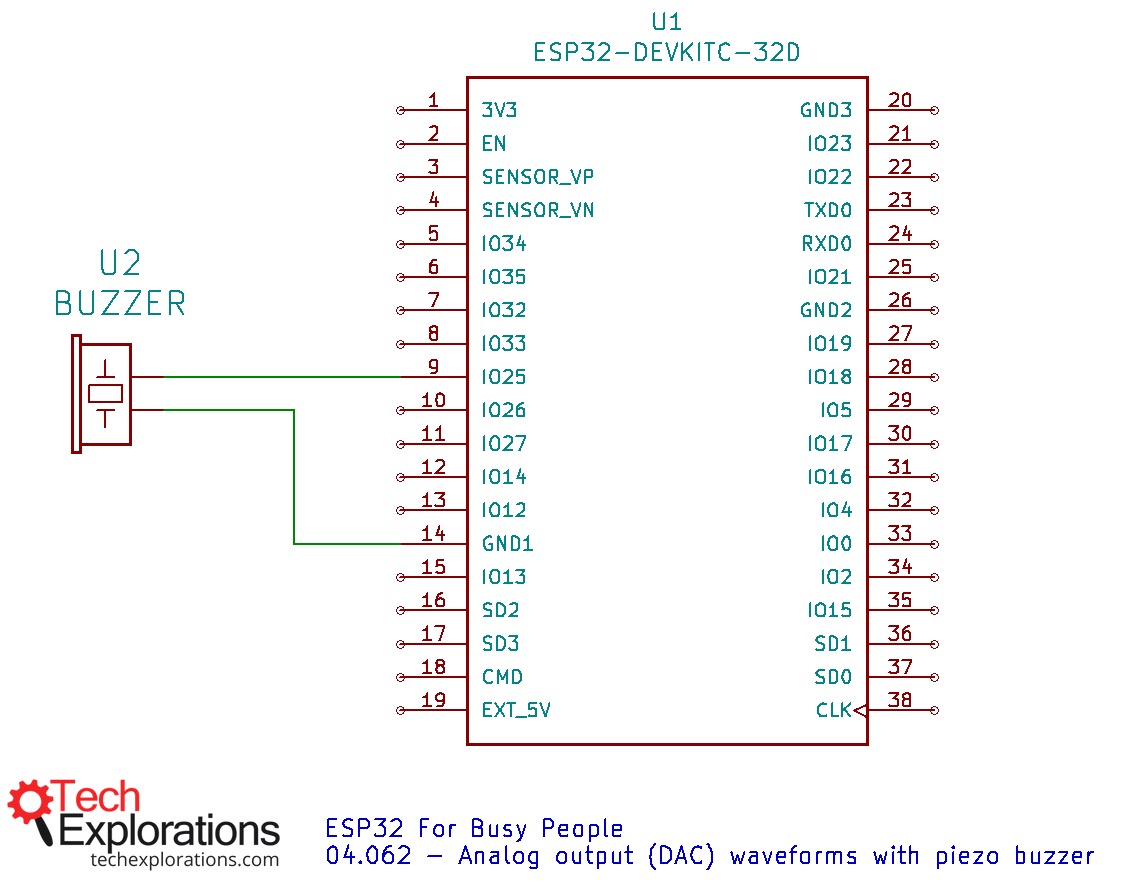 U1
ESP32-DEVKITC-32D
1 3V3 GND3 20
2 EN IO23 21
3 SENSOR_VP IO22 22
4 SENSOR_VN TXD0 23
5 IO34 RXD0 24
6 IO35 IO21 25
7 IO32 GND2 26
8 IO33 IO19 27
9 IO25 IO18 28
10 IO26 IO5 29
11 IO27 IO17 30
12 IO14 IO16 31
13 IO12 IO4 32
14 GND1 IO0 33
15 IO13 IO2 34
16 SD2 IO15 35
17 SD3 SD1 36
18 CMD SD0 37
19 EXT_5V CLK 38
U2
BUZZER
Tech
Explorations
techexplorations.com
ESP32 For Busy People
04.062 – Analog output (DAC) waveforms with piezo buzzer